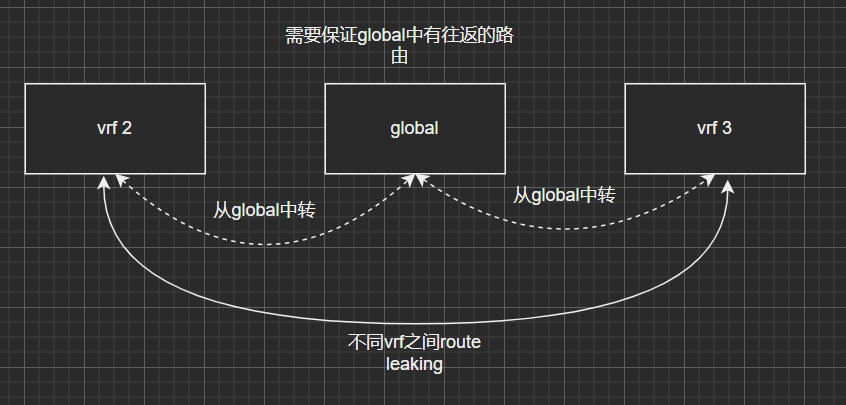 需要保证global中有往返的路
由
vrf 2
global
vrf 3
从global中转
从global中转
不同vrf之间route
leaking